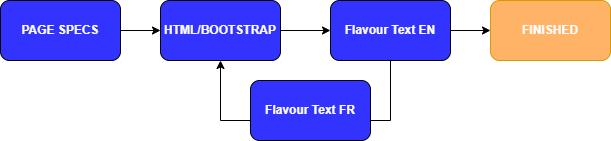 PAGE SPECS
HTML/BOOTSTRAP
Flavour Text EN
FINISHED
Flavour Text FR